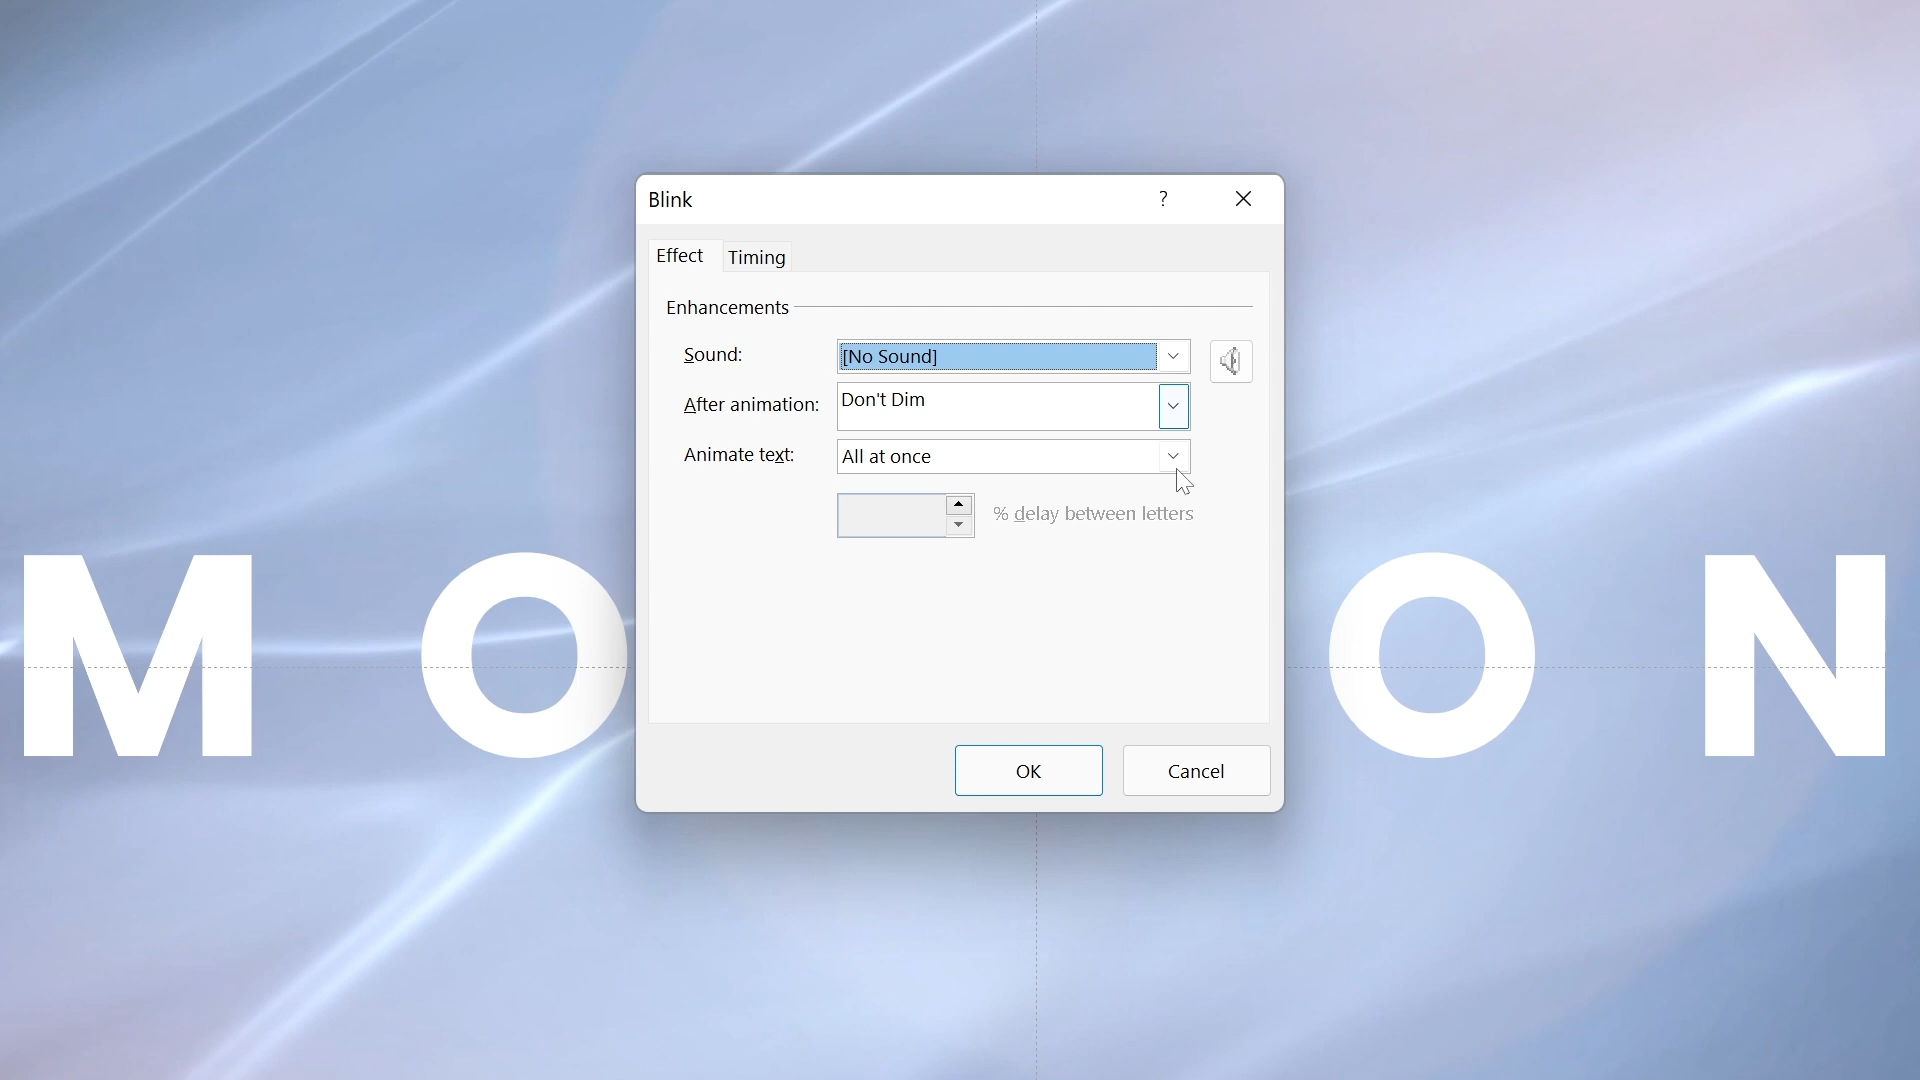 Blink ?
Effect Timing
Enhancements
Sound: [No Sound]
After animation: Don't Dim
Animate text: All at once
% delay between letters
M O O N
OK Cancel